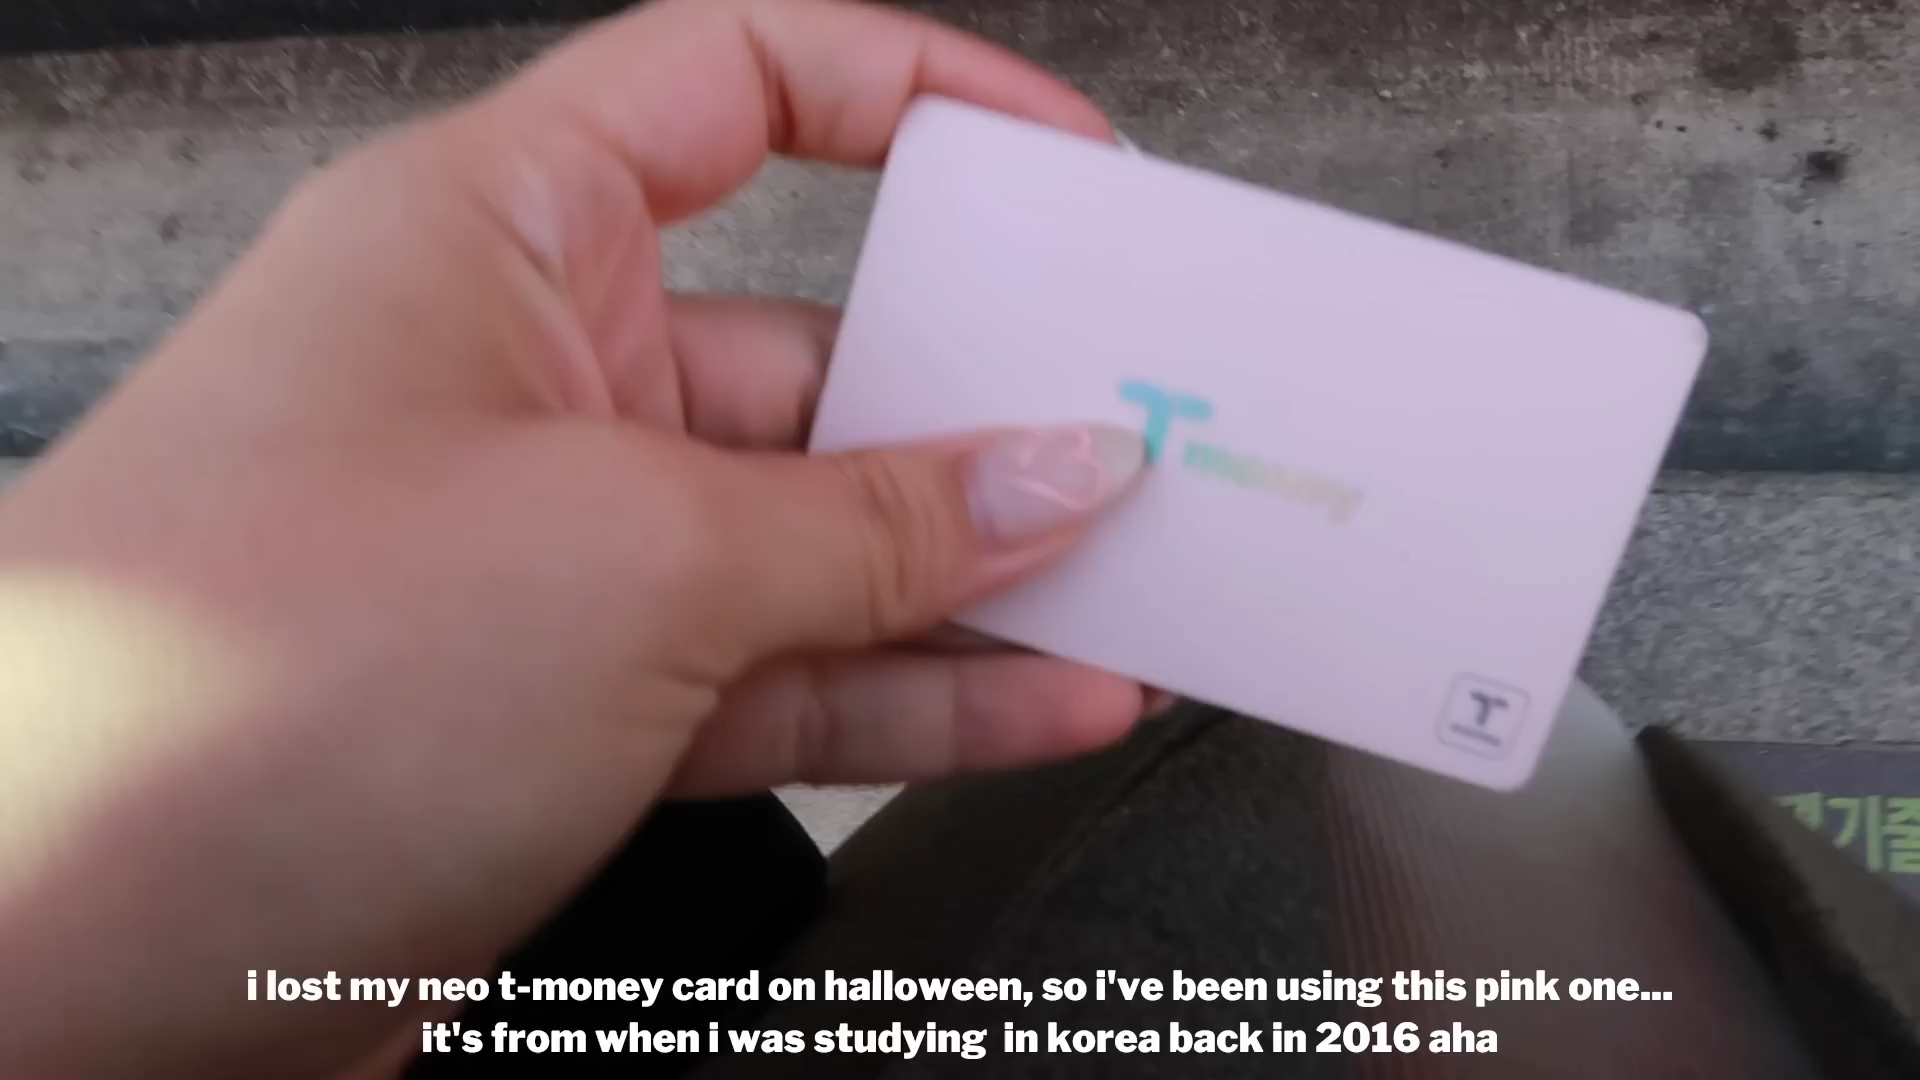 T money
T
i lost my neo t-money card on halloween, so i've been using this pink one...
it's from when i was studying in korea back in 2016 aha